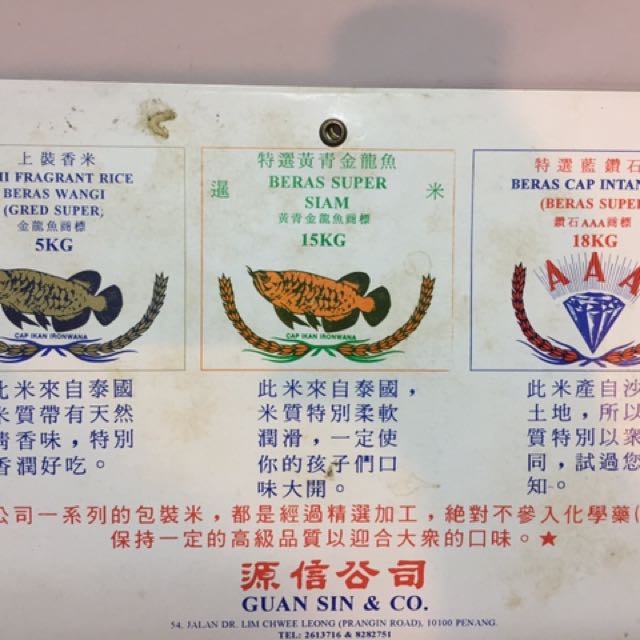 上裝香米
FRAGRANT RICE
BERAS WANGI
(GRED SUPER;
金龍魚商標
5KG
CAP IKAN IRONWANA
此米來自泰國
米質帶有天然
清香味，特別
香潤好吃。
特選黃青金龍魚
暹 BERAS SUPER 米
SIAM
黃青金龍魚商標
15KG
CAP IKAN IRONWANA
此米來自泰國，
米質特別柔軟
潤滑，一定使
你的孩子們口
味大開。
特選藍鑽石
BERAS CAP INTAN
(BERAS SUPER
鑽石AAA商標
18KG
AAA
此米產自沙
土地，所以
質特別以衆
同，試過您
知。
公司一系列的包裝米，都是經過精選加工，絕對不參入化學藥(
保持一定的高級品質以迎合大衆的口味。★
源信公司
GUAN SIN & CO.
54, JALAN DR. LIM CHWEE LEONG (PRANGIN ROAD), 10100 PENANG.
TEL: 2613716 & 8282751